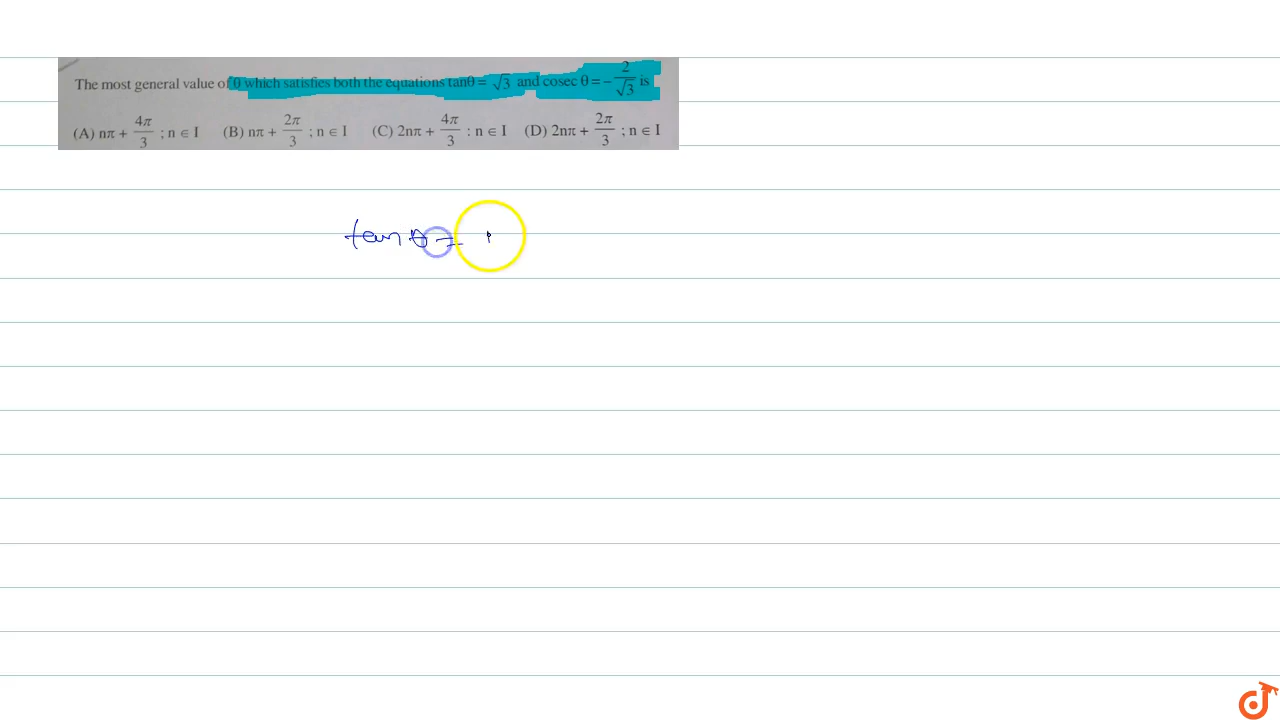 The most general value of θ which satisfies both the equations tanθ = √3 and cosec θ = – 2/√3 is
(A) nπ + 4π/3 ; n ∈ I (B) nπ + 2π/3 ; n ∈ I (C) 2nπ + 4π/3 : n ∈ I (D) 2nπ + 2π/3 ; n ∈ I
tan θ =